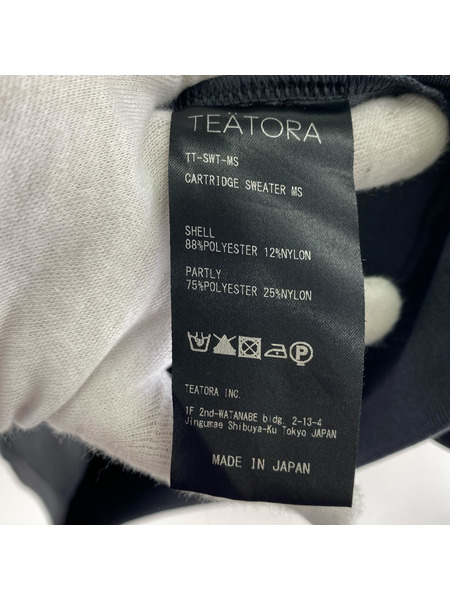 TEÄTORA
TT-SWT-MS
CARTRIDGE SWEATER MS
SHELL
88%POLYESTER 12%NYLON
PARTLY
75%POLYESTER 25%NYLON
P
TEATORA INC.
1F 2nd-WATANABE bldg. 2-13-4
Jingumae Shibuya-Ku Tokyo JAPAN
MADE IN JAPAN